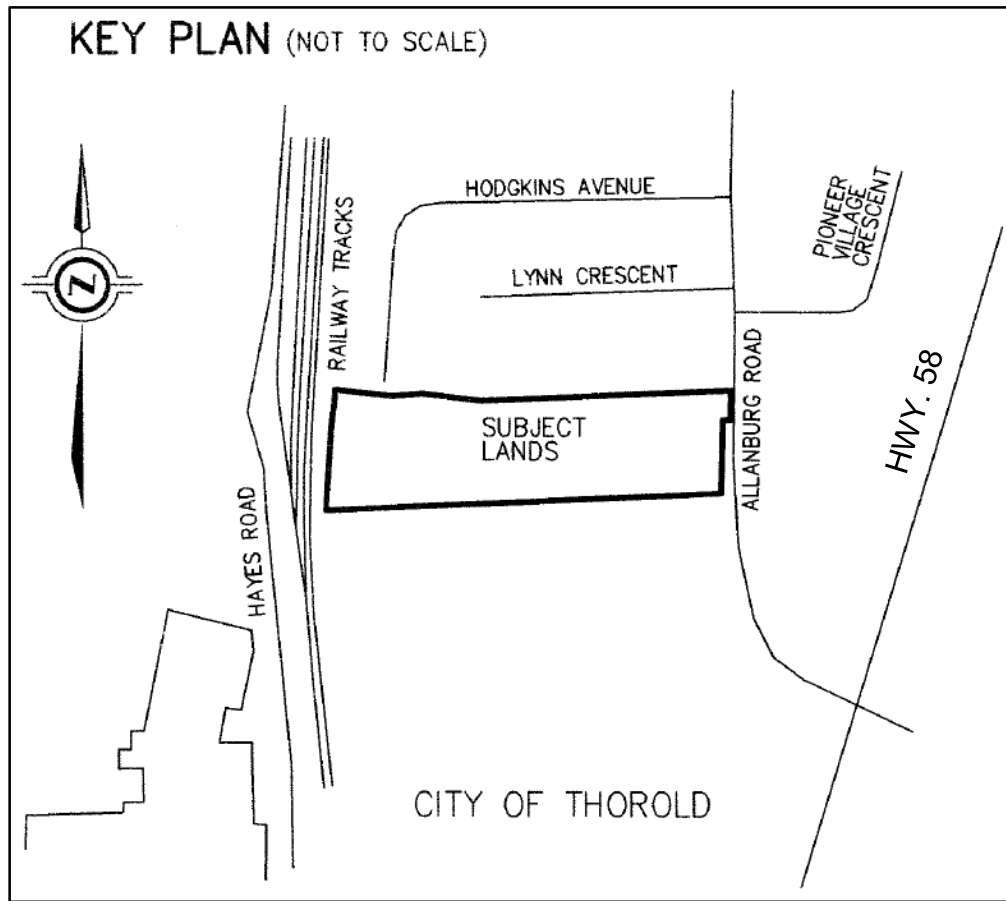 KEY PLAN (NOT TO SCALE)
HODGKINS AVENUE
PIONEER
VILLAGE
CRESCENT
RAILWAY TRACKS
LYNN CRESCENT
N
ALLANBURG ROAD
HWY. 58
SUBJECT
LANDS
HAYES ROAD
CITY OF THOROLD